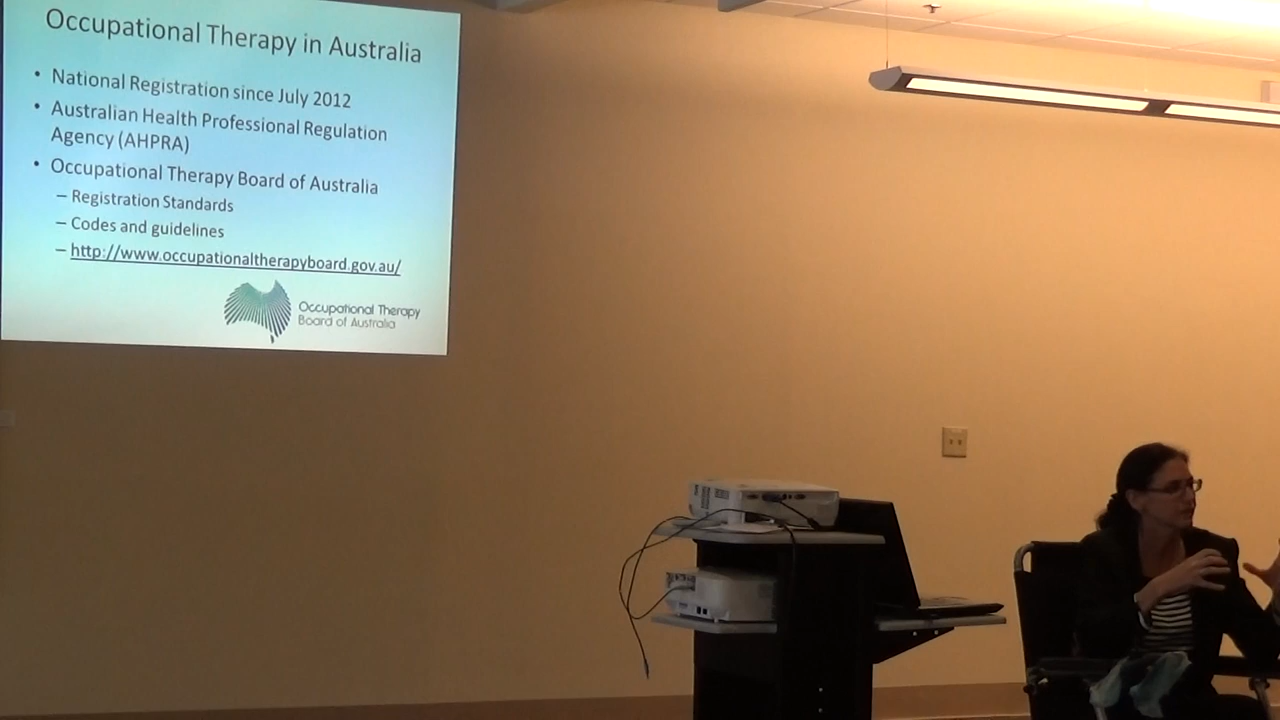 Occupational Therapy in Australia
• National Registration since July 2012
• Australian Health Professional Regulation
Agency (AHPRA)
• Occupational Therapy Board of Australia
– Registration Standards
– Codes and guidelines
– http://www.occupationaltherapyboard.gov.au/
Occupational Therapy
Board of Australia